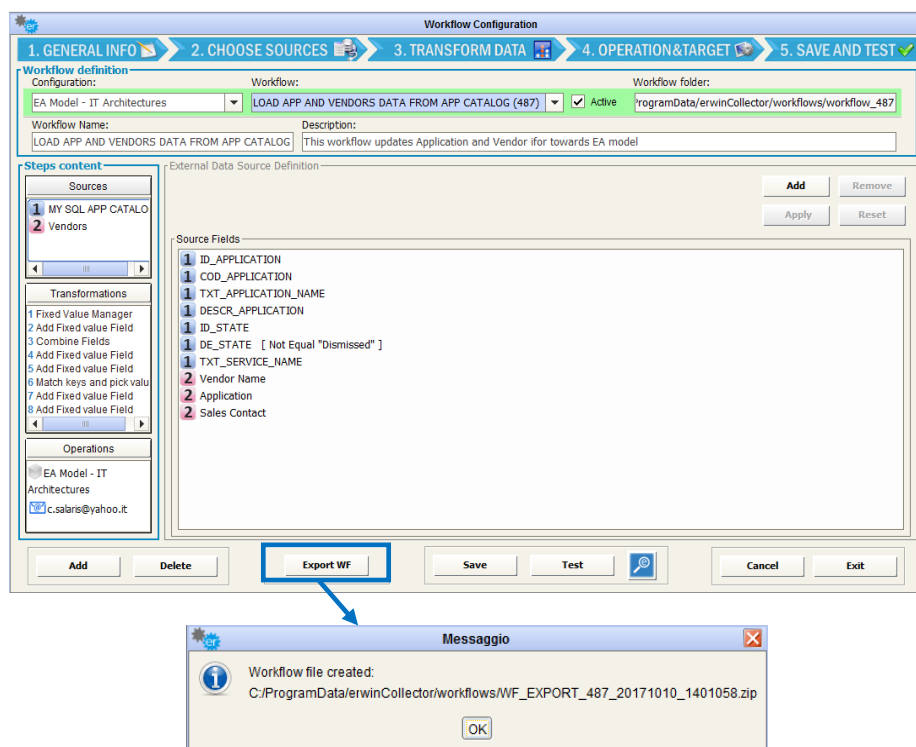 Workflow Configuration
1. GENERAL INFO 2. CHOOSE SOURCES 3. TRANSFORM DATA 4. OPERATION&TARGET 5. SAVE AND TEST
Workflow definition
Configuration: Workflow: Workflow folder:
EA Model - IT Architectures LOAD APP AND VENDORS DATA FROM APP CATALOG (487) Active ProgramData/erwinCollector/workflows/workflow_487
Workflow Name: Description:
LOAD APP AND VENDORS DATA FROM APP CATALOG This workflow updates Application and Vendor ifor towards EA model
Steps content
Sources
1 MY SQL APP CATALO
2 Vendors
Transformations
1 Fixed Value Manager
2 Add Fixed value Field
3 Combine Fields
4 Add Fixed value Field
5 Add Fixed value Field
6 Match keys and pick valu
7 Add Fixed value Field
8 Add Fixed value Field
Operations
EA Model - IT
Architectures
c.salaris@yahoo.it
External Data Source Definition
Add Remove
Apply Reset
Source Fields
1 ID_APPLICATION
1 COD_APPLICATION
1 TXT_APPLICATION_NAME
1 DESCR_APPLICATION
1 ID_STATE
1 DE_STATE [ Not Equal "Dismissed" ]
1 TXT_SERVICE_NAME
2 Vendor Name
2 Application
2 Sales Contact
Add Delete Export WF Save Test Cancel Exit
er Messaggio
Workflow file created:
C:/ProgramData/erwinCollector/workflows/WF_EXPORT_487_20171010_1401058.zip
OK